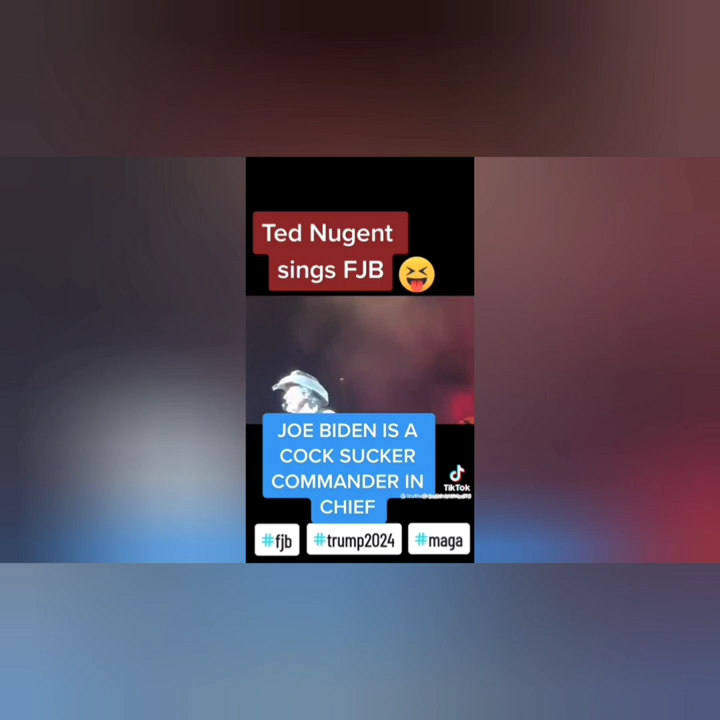 Ted Nugent
sings FJB
JOE BIDEN IS A
COCK SUCKER
COMMANDER IN
CHIEF
TikTok
#fjb
#trump2024
#maga